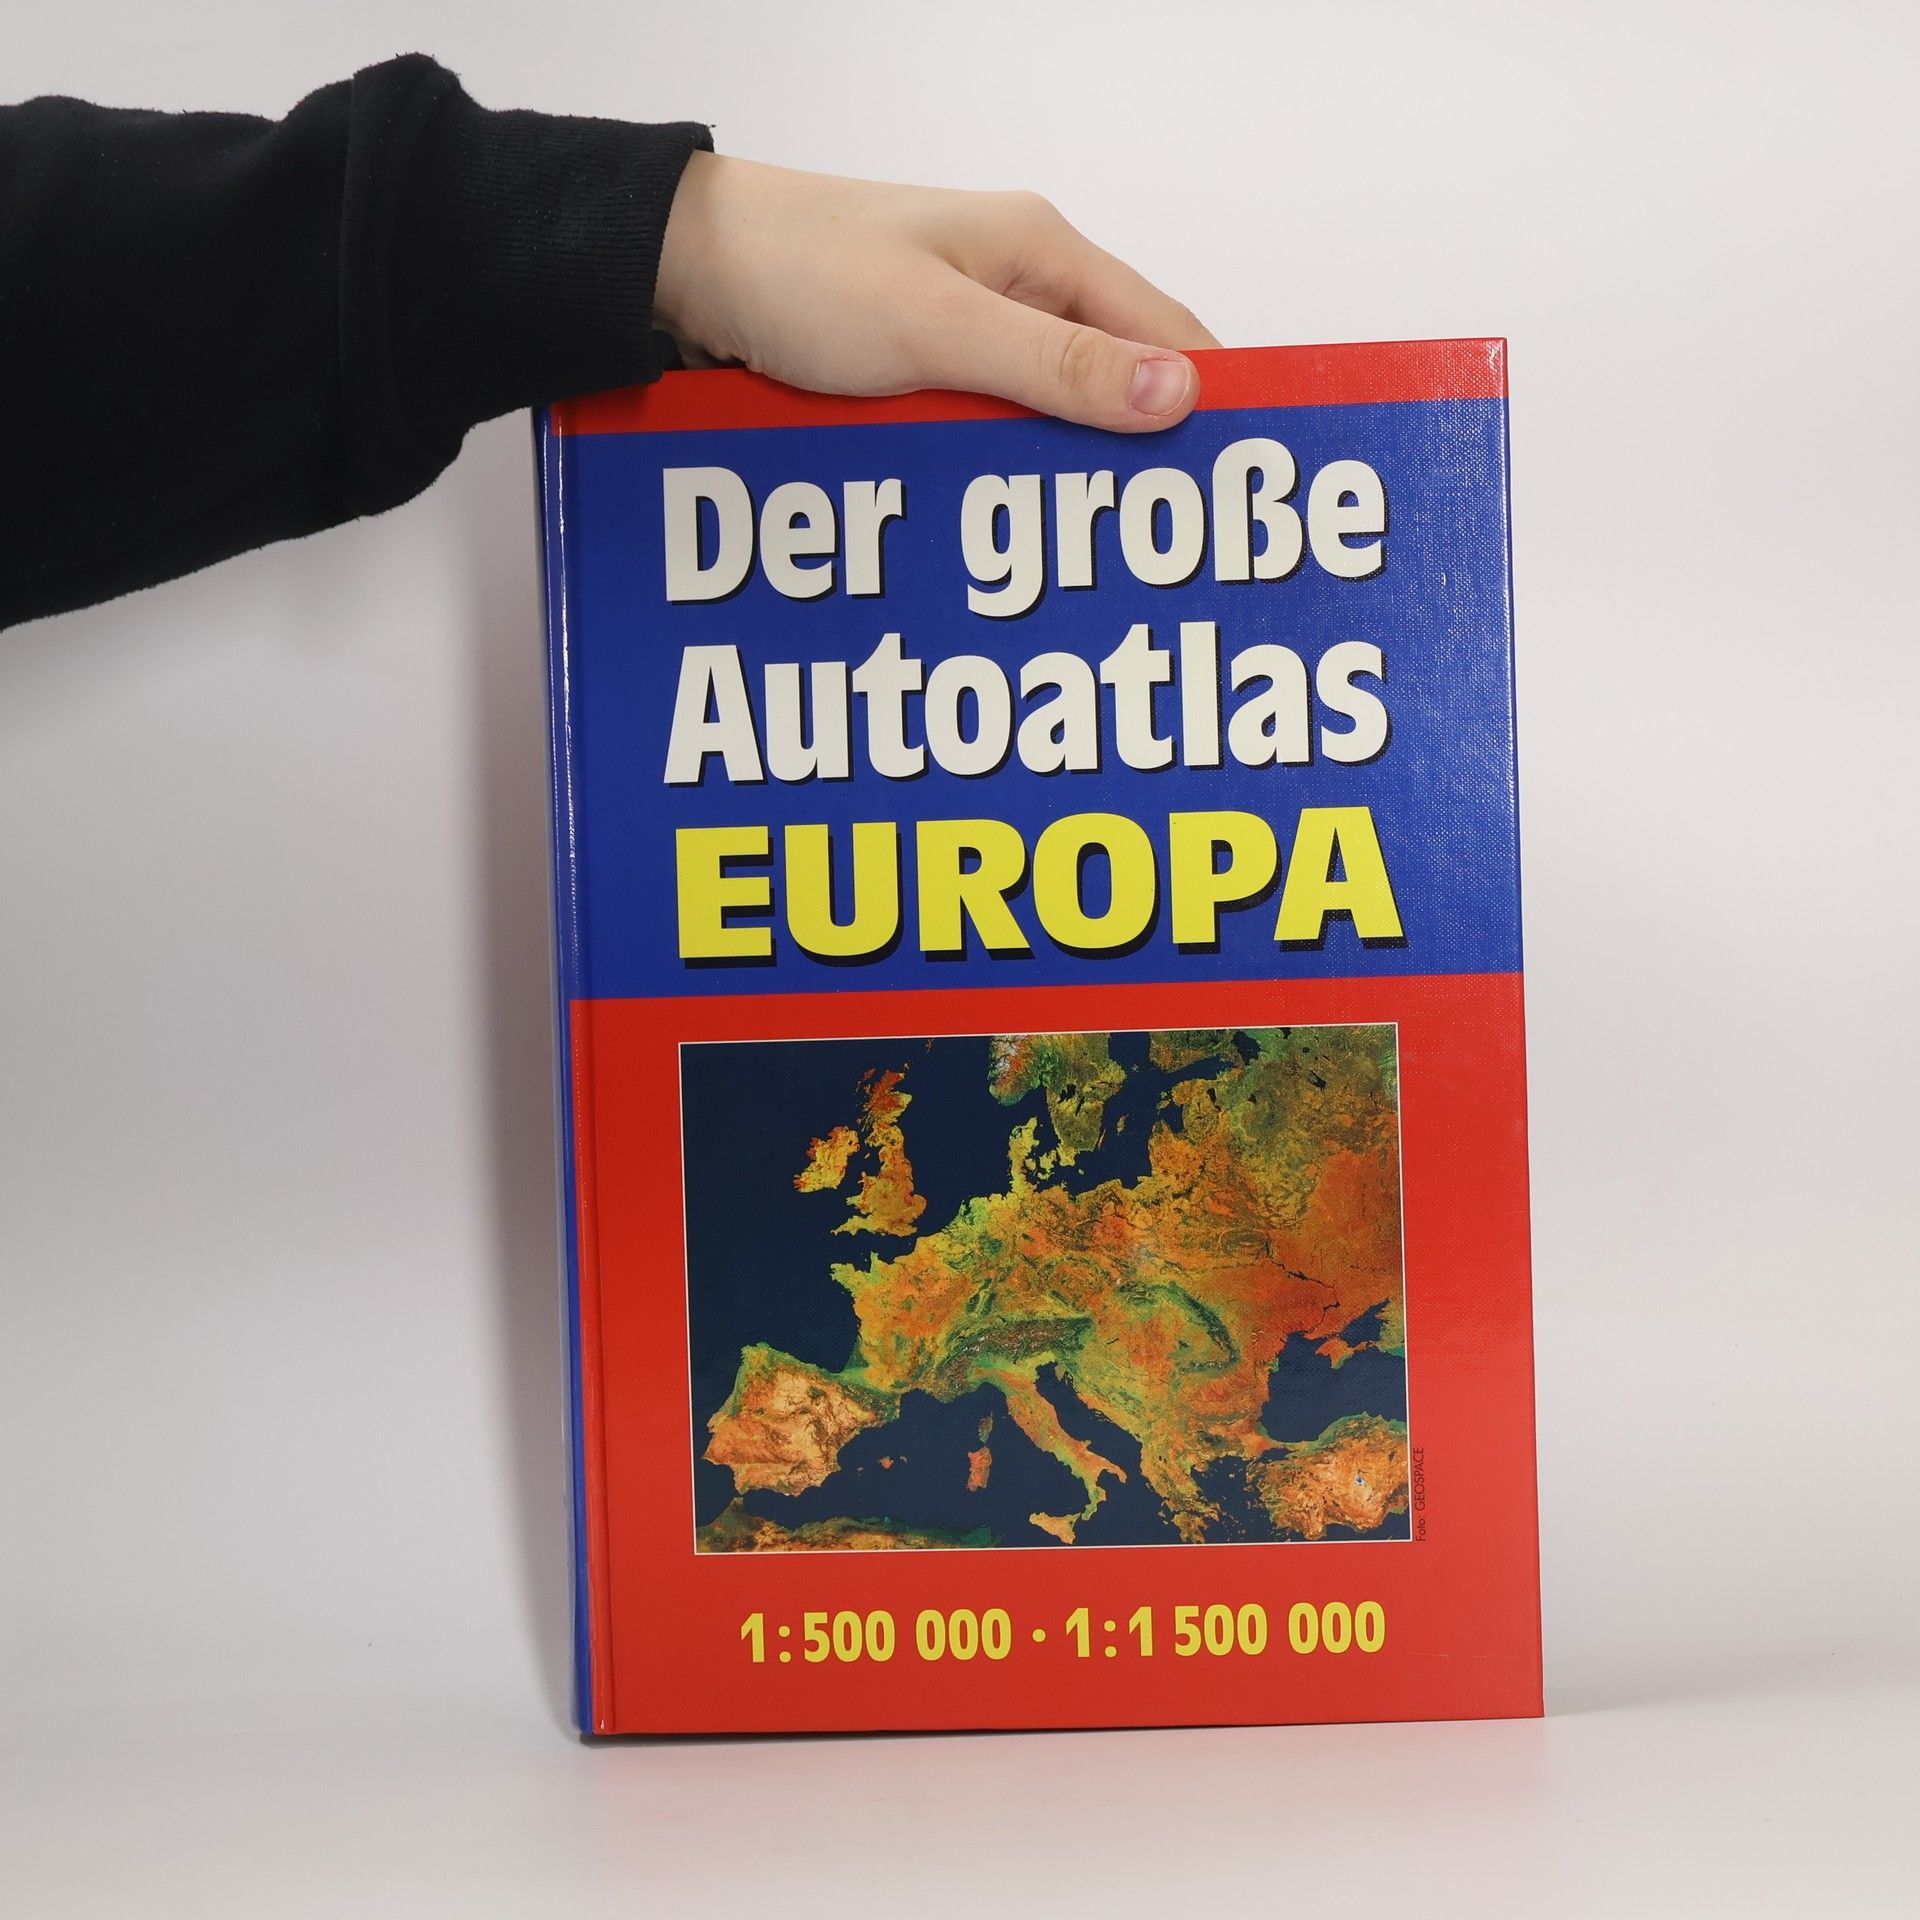 Der große
Autoatlas
EUROPA
Foto: GEOSPACE
1:500 000 · 1:1 500 000